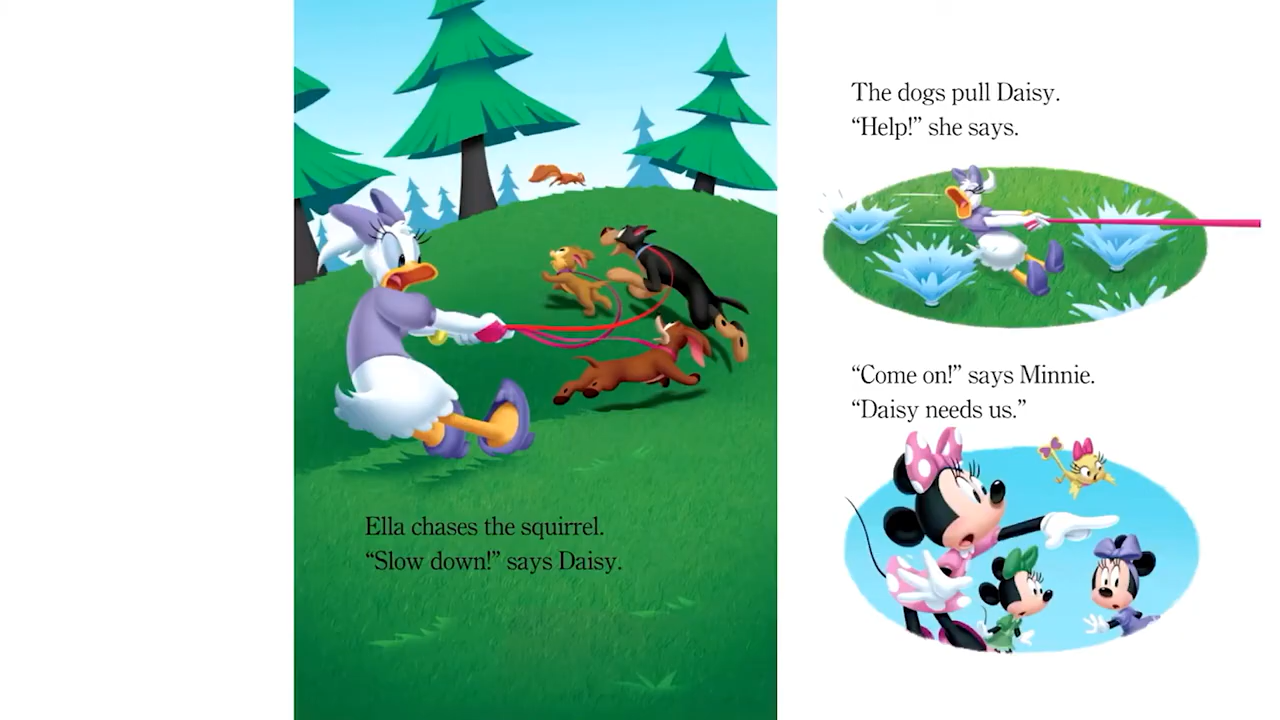 Ella chases the squirrel.
“Slow down!” says Daisy.
The dogs pull Daisy.
“Help!” she says.
“Come on!” says Minnie.
“Daisy needs us.”